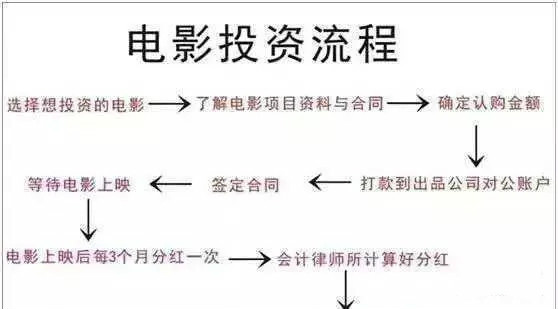 电影投资流程
选择想投资的电影
了解电影项目资料与合同
确定认购金额
打款到出品公司对公账户
签定合同
等待电影上映
电影上映后每3个月分红一次
会计律师所计算好分红